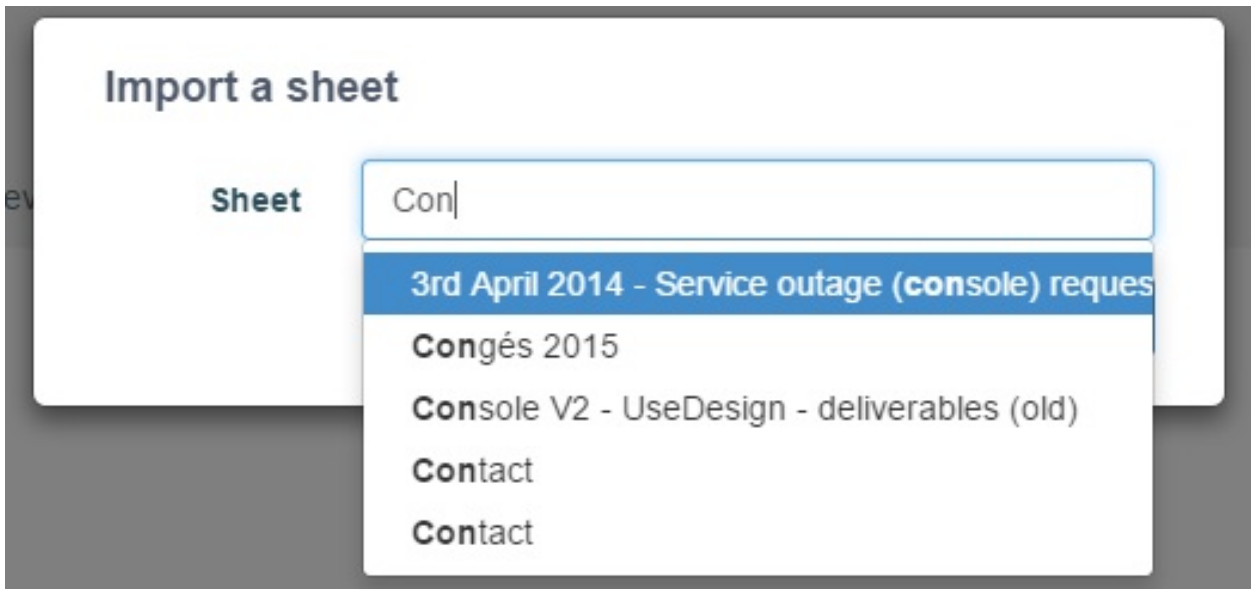 Import a sheet
ev
Sheet
Con
3rd April 2014 - Service outage (console) reques
Congés 2015
Console V2 - UseDesign - deliverables (old)
Contact
Contact